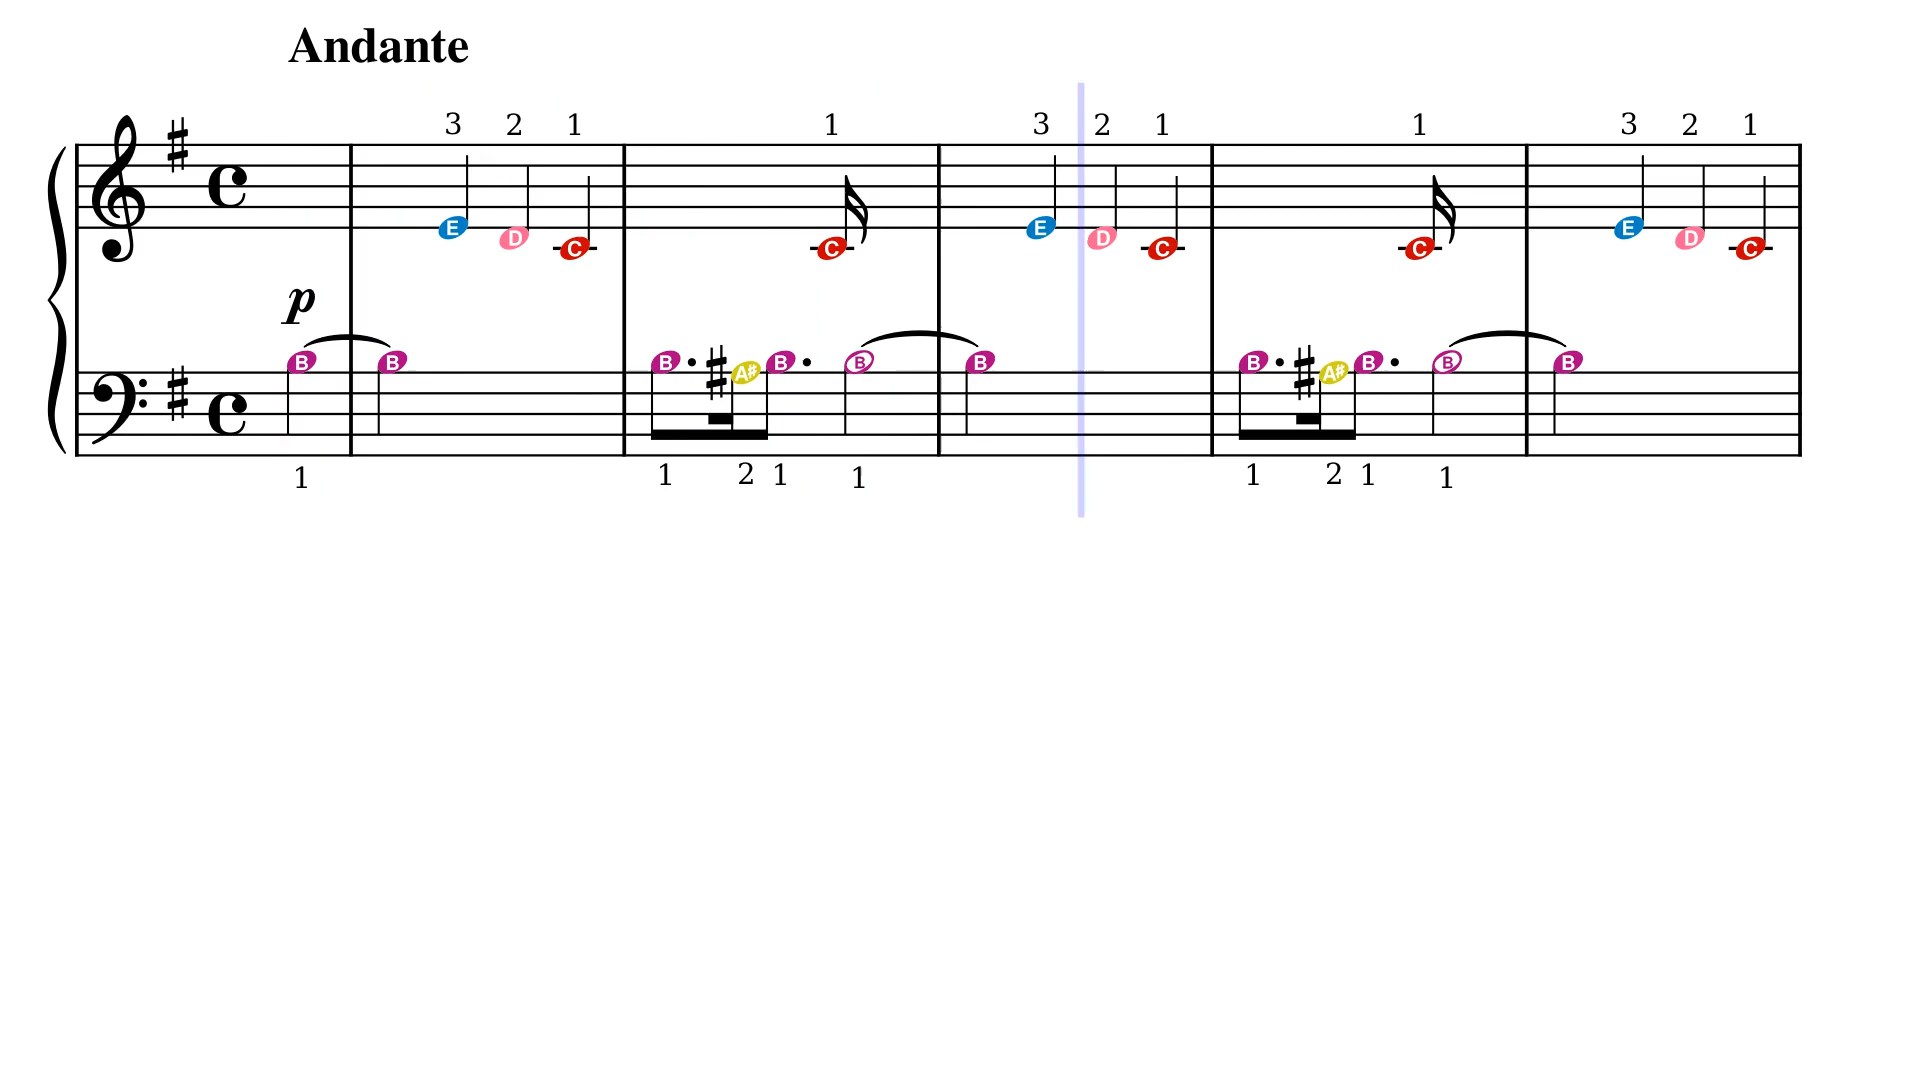 Andante
3 2 1 1 3 2 1 1 3 2 1
E D C C E D C C E D C
p
B B B A# B B B B A# B B B
1 1 2 1 1 1 2 1 1